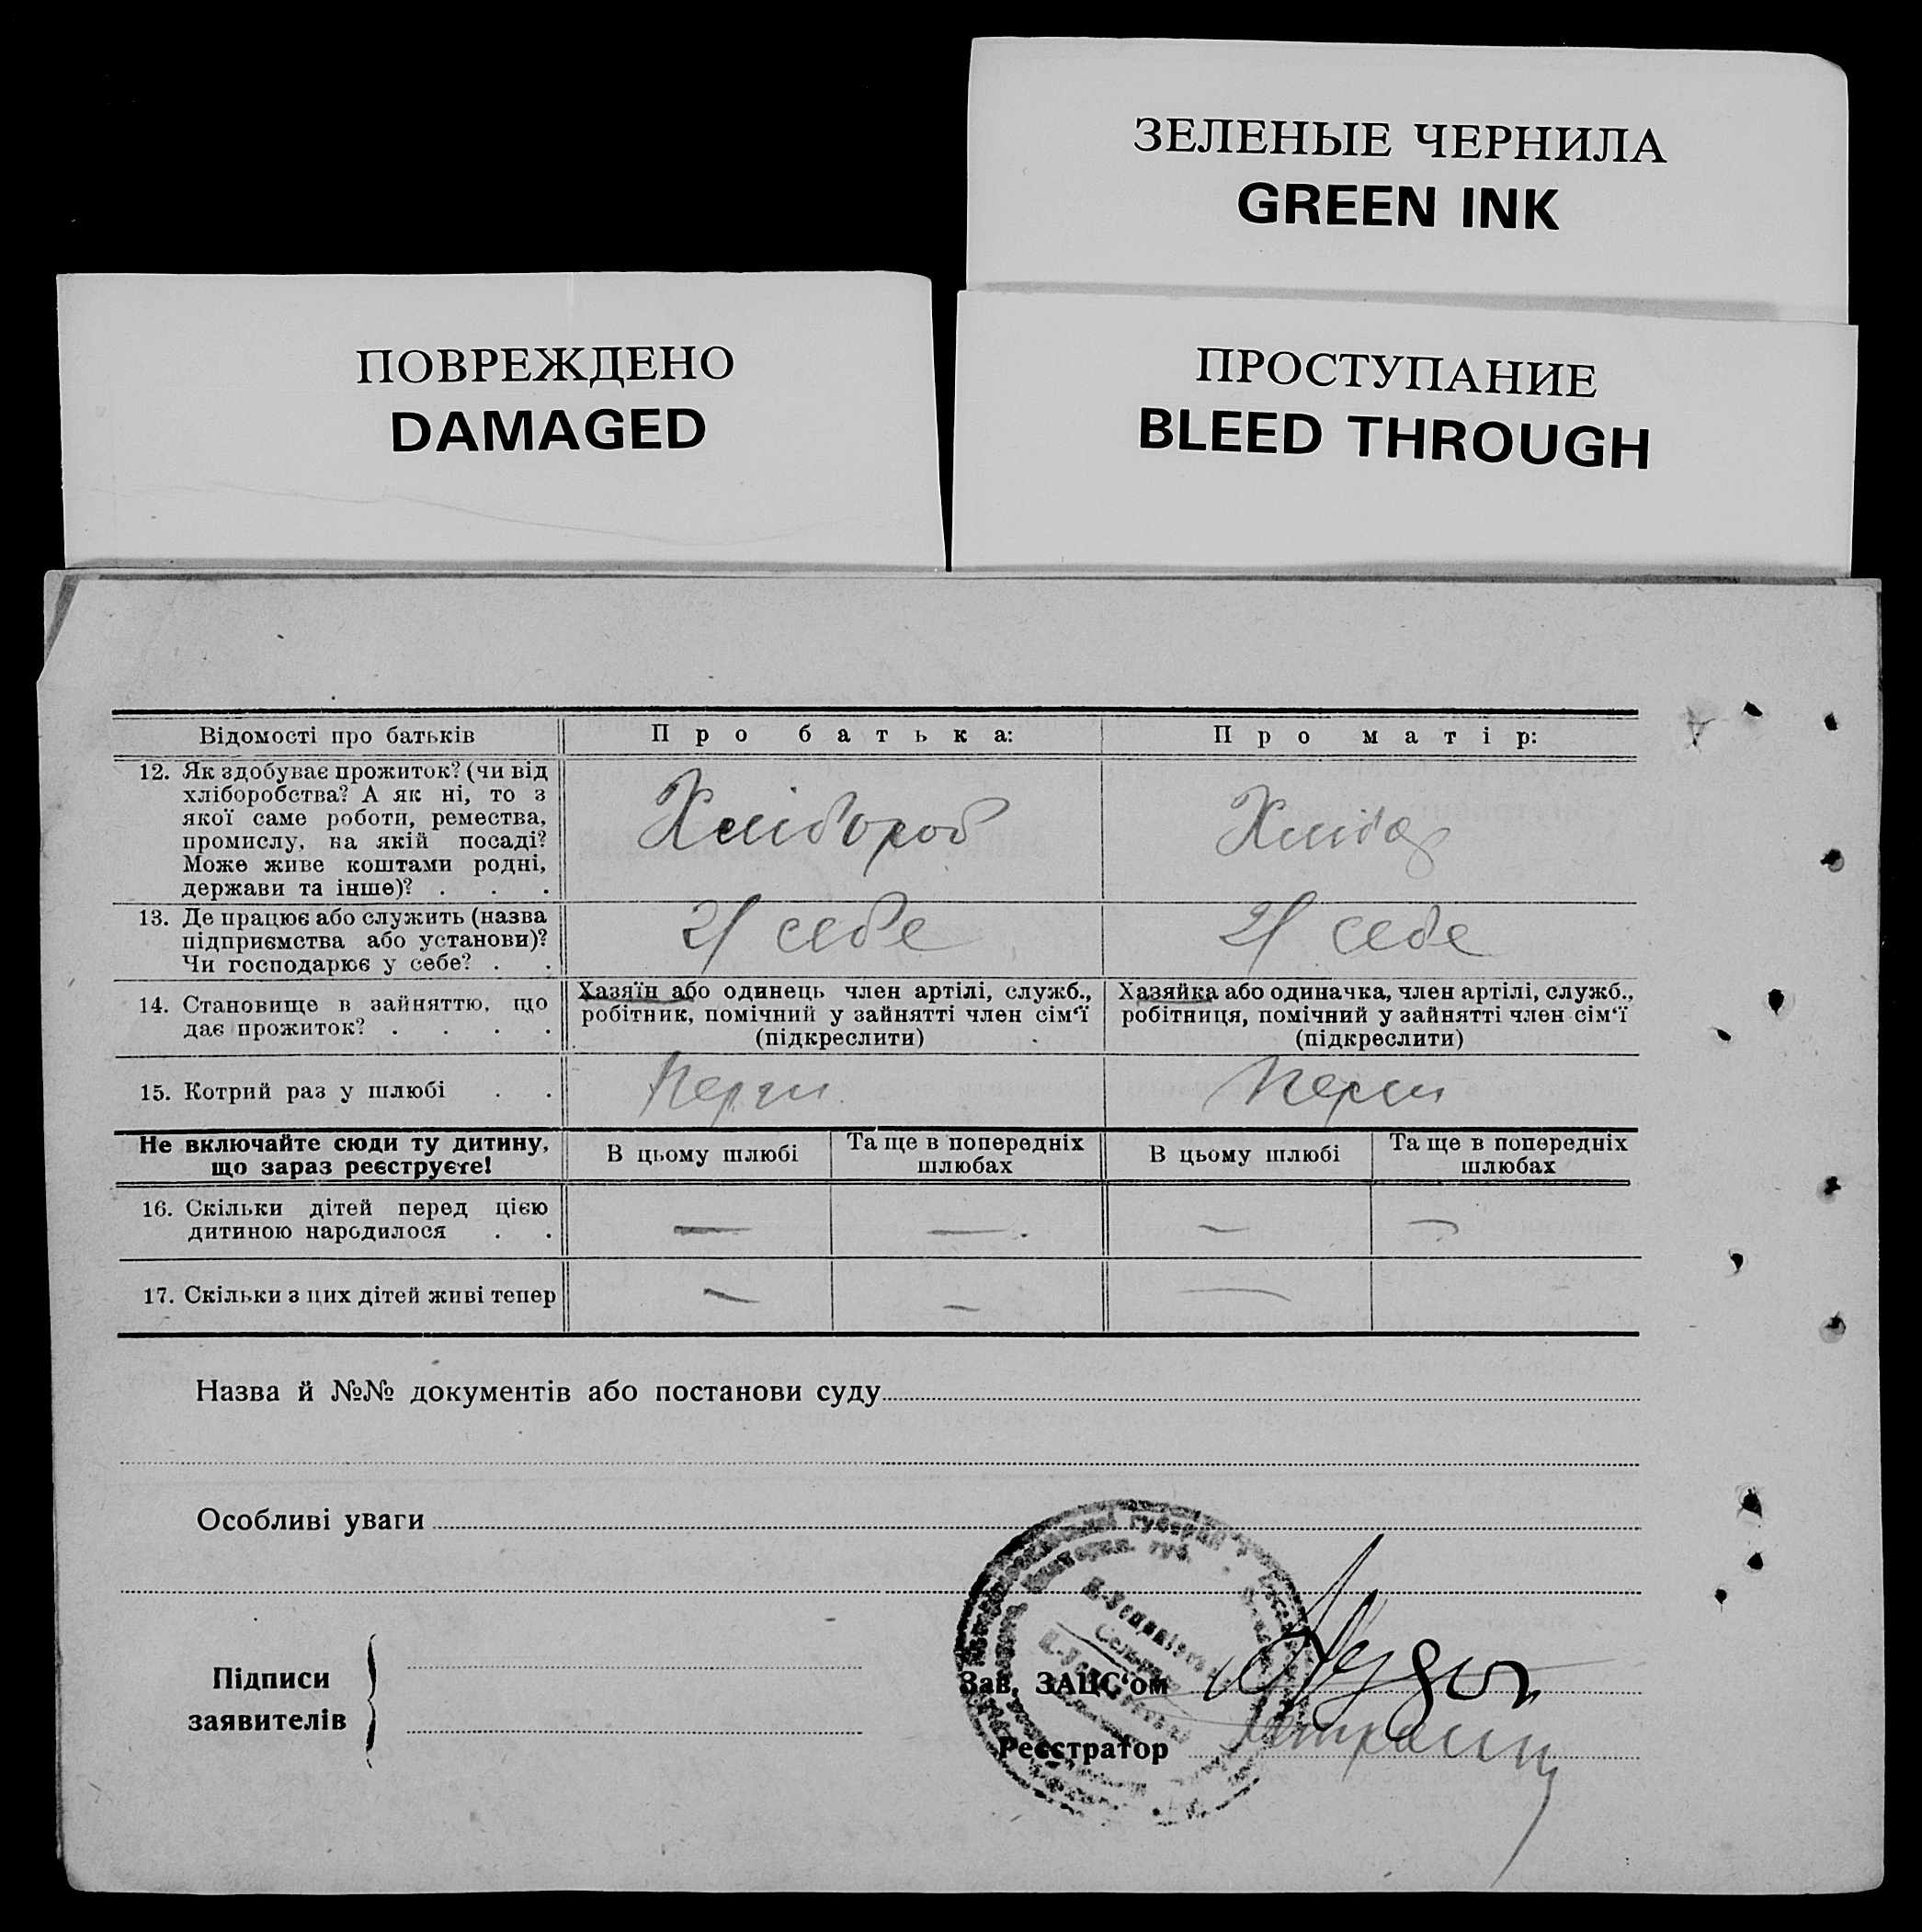 ЗЕЛЕНЫЕ ЧЕРНИЛА
GREEN INK
ПОВРЕЖДЕНО
DAMAGED
ПРОСТУПАНИЕ
BLEED THROUGH
Відомості про батьків
Про батька:
Про матір:
12. Як здобуває прожиток? (чи від
хліборобства? А як ні, то з
якої саме роботи, ремества,
промислу, на якій посаді?
Може живе коштами родні,
держави та інше)? . . .
Хлібороб
Хлібор
13. Де працює або служить (назва
підприємства або установи)?
Чи господарює у себе? . .
У себе
У себе
14. Становище в зайняттю, що
дає прожиток? . . . .
Хазяїн або одинець член артілі, служб.,
робітник, помічний у зайнятті член сім'ї
(підкреслити)
Хазяйка або одиначка, член артілі, служб.,
робітниця, помічний у зайнятті член сім'ї
(підкреслити)
15. Котрий раз у шлюбі . .
Перш
Перш
Не включайте сюди ту дитину,
що зараз реєструєте!
В цьому шлюбі
Та ще в попередніх
шлюбах
В цьому шлюбі
Та ще в попередніх
шлюбах
16. Скільки дітей перед цією
дитиною народилося . .
— — — —
17. Скільки з цих дітей живі тепер
— — —
Назва й №№ документів або постанови суду
Особливі уваги
Підписи
заявителів
Зав. ЗАЦС'ом
Реєстратор